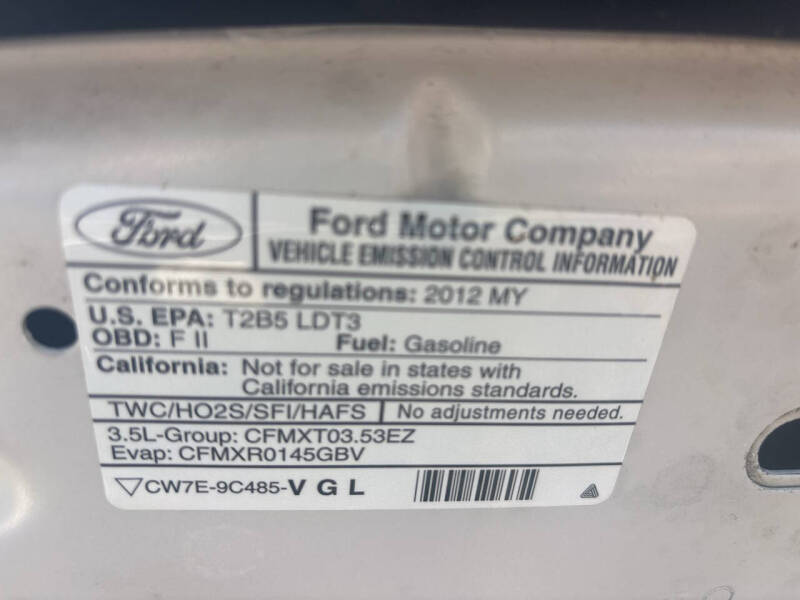 Ford
Ford Motor Company
VEHICLE EMISSION CONTROL INFORMATION
Conforms to regulations: 2012 MY
U.S. EPA: T2B5 LDT3
OBD: F II Fuel: Gasoline
California: Not for sale in states with
California emissions standards.
TWC/HO2S/SFI/HAFS No adjustments needed.
3.5L-Group: CFMXT03.53EZ
Evap: CFMXR0145GBV
CW7E-9C485-V G L